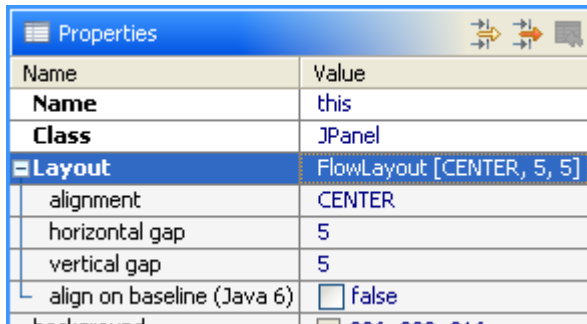 Properties
Name Value
Name this
Class JPanel
Layout FlowLayout [CENTER, 5, 5]
alignment CENTER
horizontal gap 5
vertical gap 5
align on baseline (Java 6) false